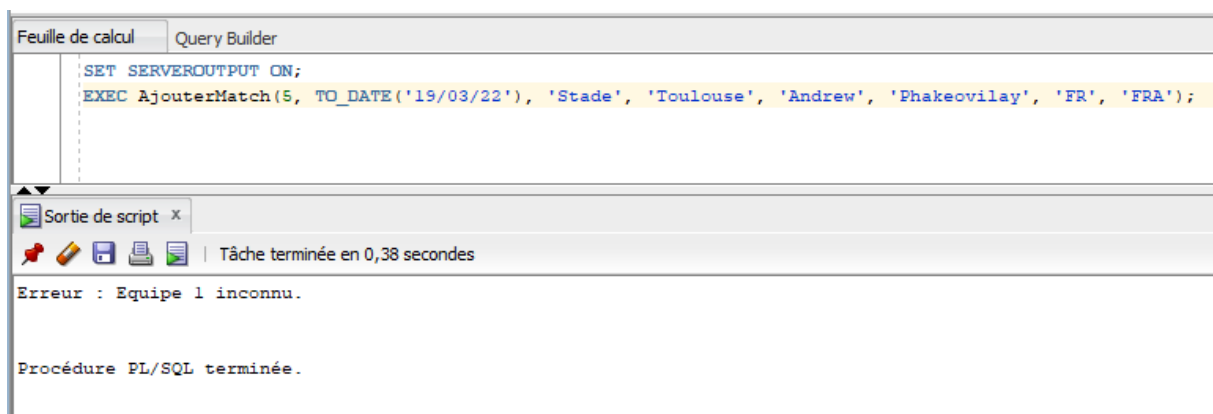 Feuille de calcul Query Builder
SET SERVEROUTPUT ON;
EXEC AjouterMatch(5, TO_DATE('19/03/22'), 'Stade', 'Toulouse', 'Andrew', 'Phakeovilay', 'FR', 'FRA');
Sortie de script x
| Tâche terminée en 0,38 secondes
Erreur : Equipe 1 inconnu.
Procédure PL/SQL terminée.